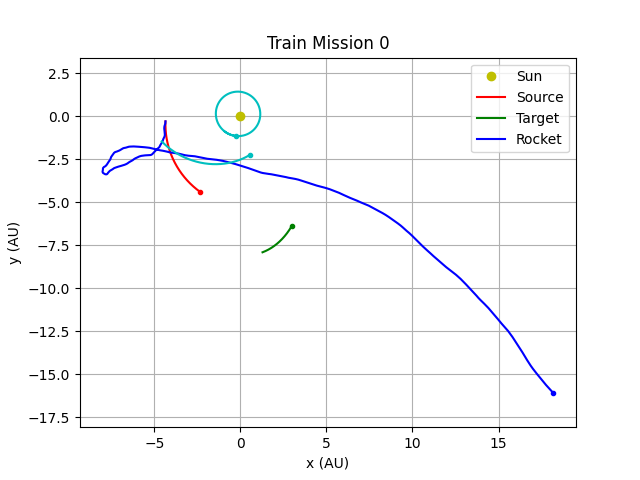 Train Mission 0
Sun
Source
Target
Rocket
2.5
0.0
−2.5
−5.0
−7.5
−10.0
−12.5
−15.0
−17.5
y (AU)
−5 0 5 10 15
x (AU)